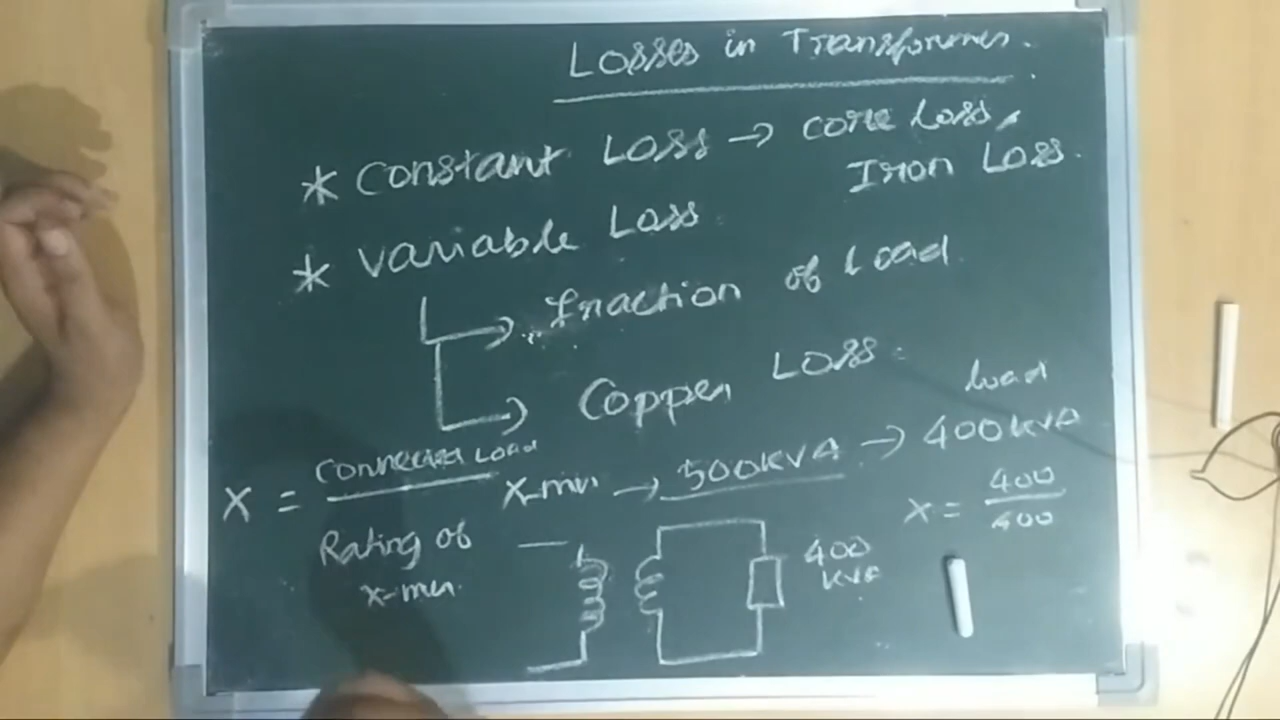 Losses in Transformer.
* Constant Loss → Core Loss,
Iron Loss.
* Variable Loss
→ fraction of Load
→ Copper Loss
X = Connected Load
Rating of
x-mer.
X-mer → 500KVA → 400KVA
Load
400
KVA
X = 400
500